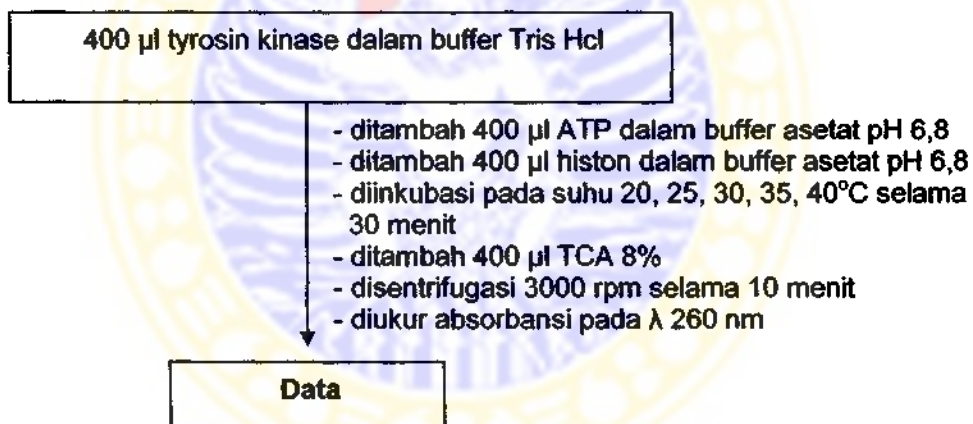 400 µl tyrosin kinase dalam buffer Tris Hcl
- ditambah 400 µl ATP dalam buffer asetat pH 6,8
- ditambah 400 µl histon dalam buffer asetat pH 6,8
- diinkubasi pada suhu 20, 25, 30, 35, 40°C selama
30 menit
- ditambah 400 µl TCA 8%
- disentrifugasi 3000 rpm selama 10 menit
- diukur absorbansi pada λ 260 nm
Data